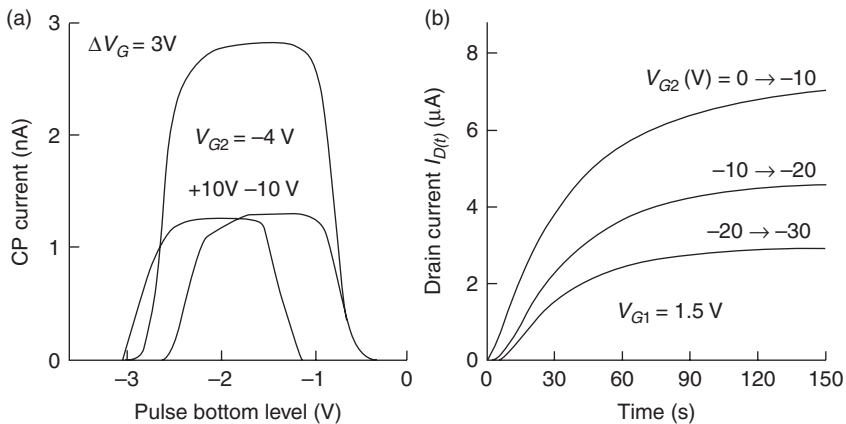 (a)
3
2
1
0
CP current (nA)
ΔV_G = 3V
V_G2 = –4 V
+10V –10 V
–3 –2 –1 0
Pulse bottom level (V)
(b)
8
6
4
2
0
Drain current I_D(t) (μA)
V_G2 (V) = 0 → –10
–10 → –20
–20 → –30
V_G1 = 1.5 V
0 30 60 90 120 150
Time (s)